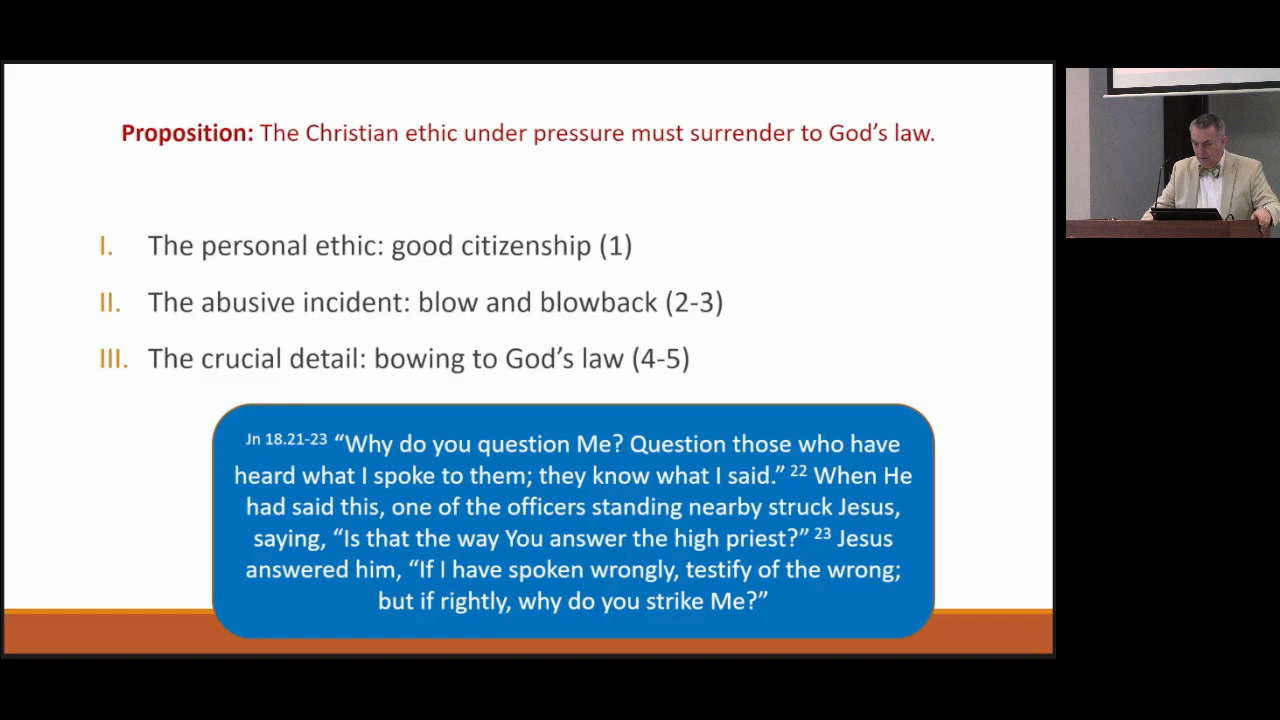 Proposition: The Christian ethic under pressure must surrender to God’s law.
I. The personal ethic: good citizenship (1)
II. The abusive incident: blow and blowback (2-3)
III. The crucial detail: bowing to God’s law (4-5)
Jn 18.21-23 “Why do you question Me? Question those who have
heard what I spoke to them; they know what I said.” 22 When He
had said this, one of the officers standing nearby struck Jesus,
saying, “Is that the way You answer the high priest?” 23 Jesus
answered him, “If I have spoken wrongly, testify of the wrong;
but if rightly, why do you strike Me?”